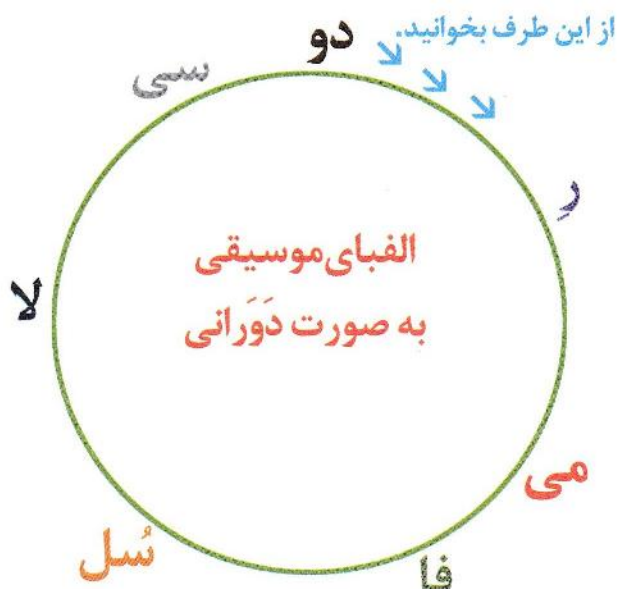 از این طرف بخوانید.
دو
رِ
می
فا
سُل
لا
سی
الفبای موسیقی
به صورت دَوَرانی